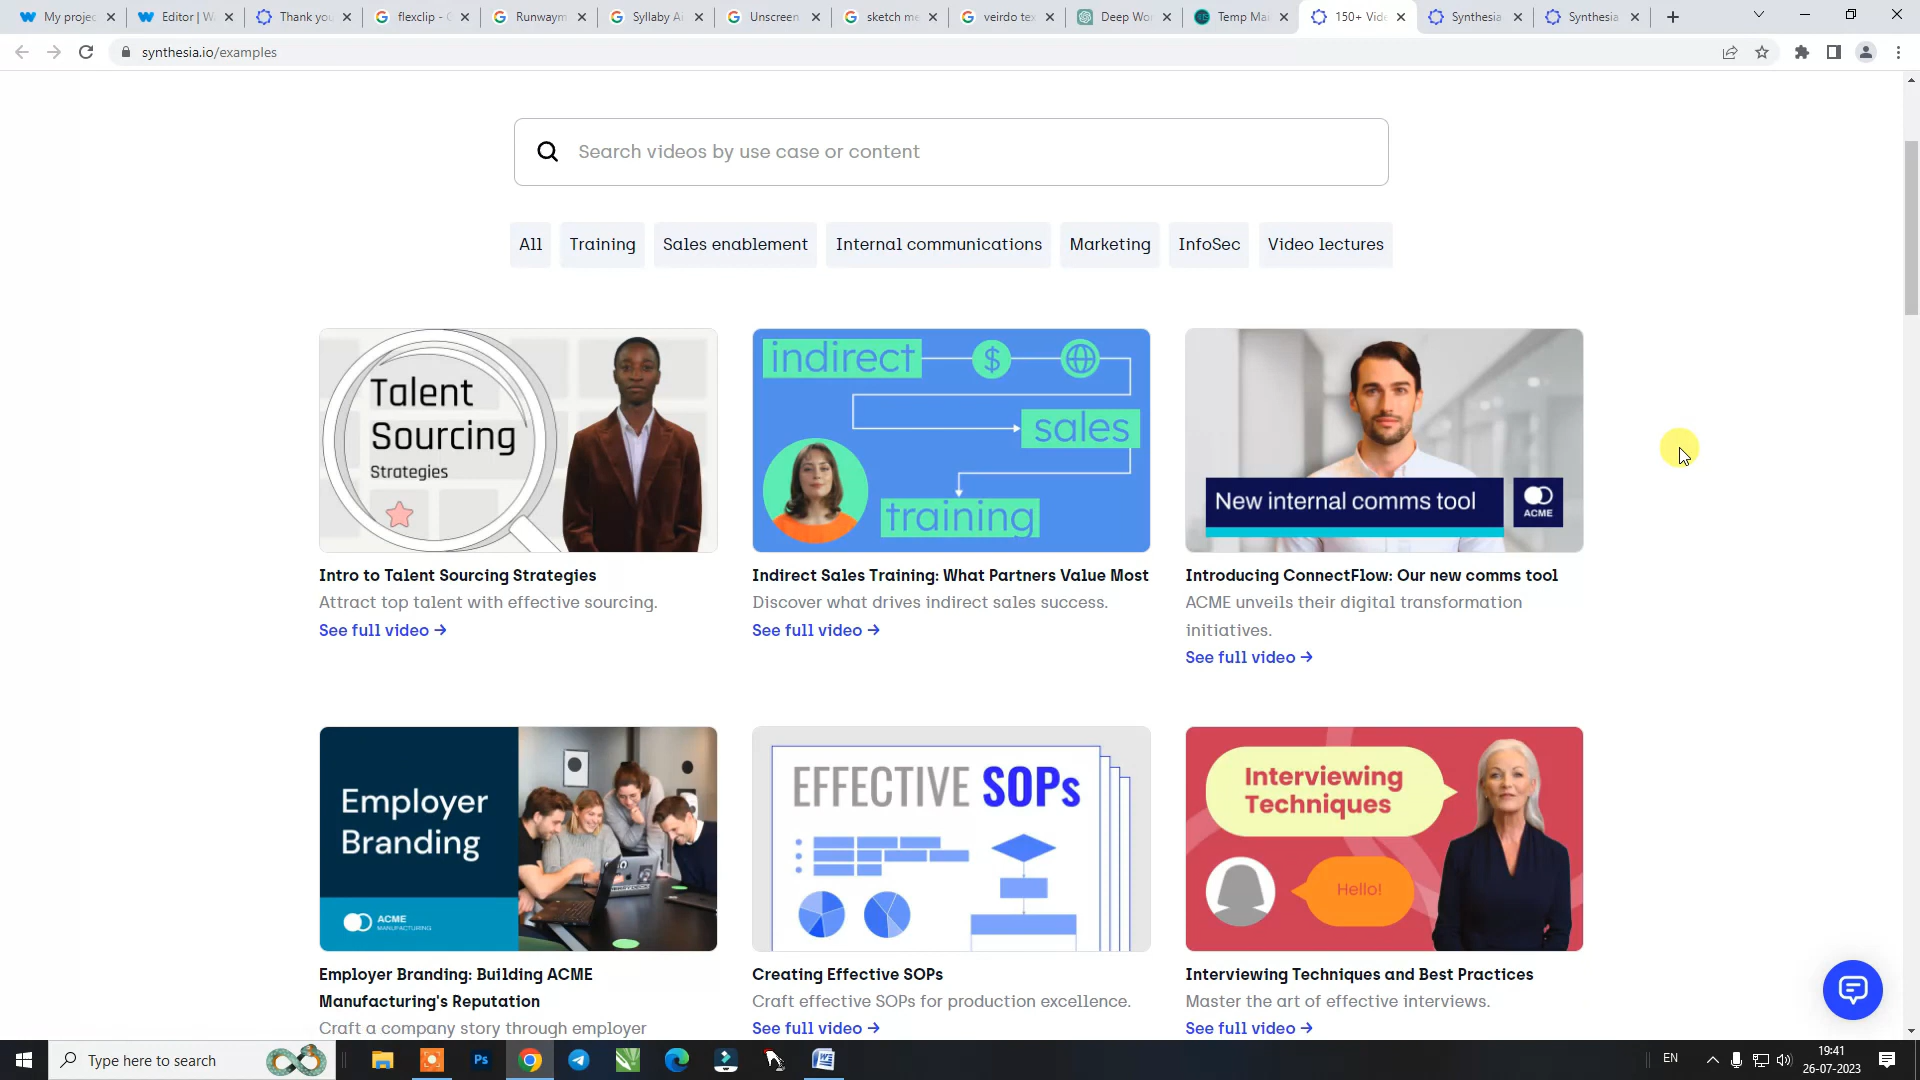 My projec
Editor | W
Thank you
flexclip - G
Runwaym
Syllaby Ai
Unscreen
sketch me
veirdo tex
Deep Wor
Temp Mai
150+ Vide
Synthesia
Synthesia
synthesia.io/examples
Search videos by use case or content
All
Training
Sales enablement
Internal communications
Marketing
InfoSec
Video lectures
Talent
Sourcing
Strategies
indirect
$
sales
training
New internal comms tool
ACME
Intro to Talent Sourcing Strategies
Attract top talent with effective sourcing.
See full video →
Indirect Sales Training: What Partners Value Most
Discover what drives indirect sales success.
See full video →
Introducing ConnectFlow: Our new comms tool
ACME unveils their digital transformation
initiatives.
See full video →
Employer
Branding
ACME
MANUFACTURING
EFFECTIVE SOPs
Interviewing
Techniques
Hello!
Employer Branding: Building ACME
Manufacturing's Reputation
Craft a company story through employer
Creating Effective SOPs
Craft effective SOPs for production excellence.
See full video →
Interviewing Techniques and Best Practices
Master the art of effective interviews.
See full video →
Type here to search
Ps
EN
19:41
26-07-2023